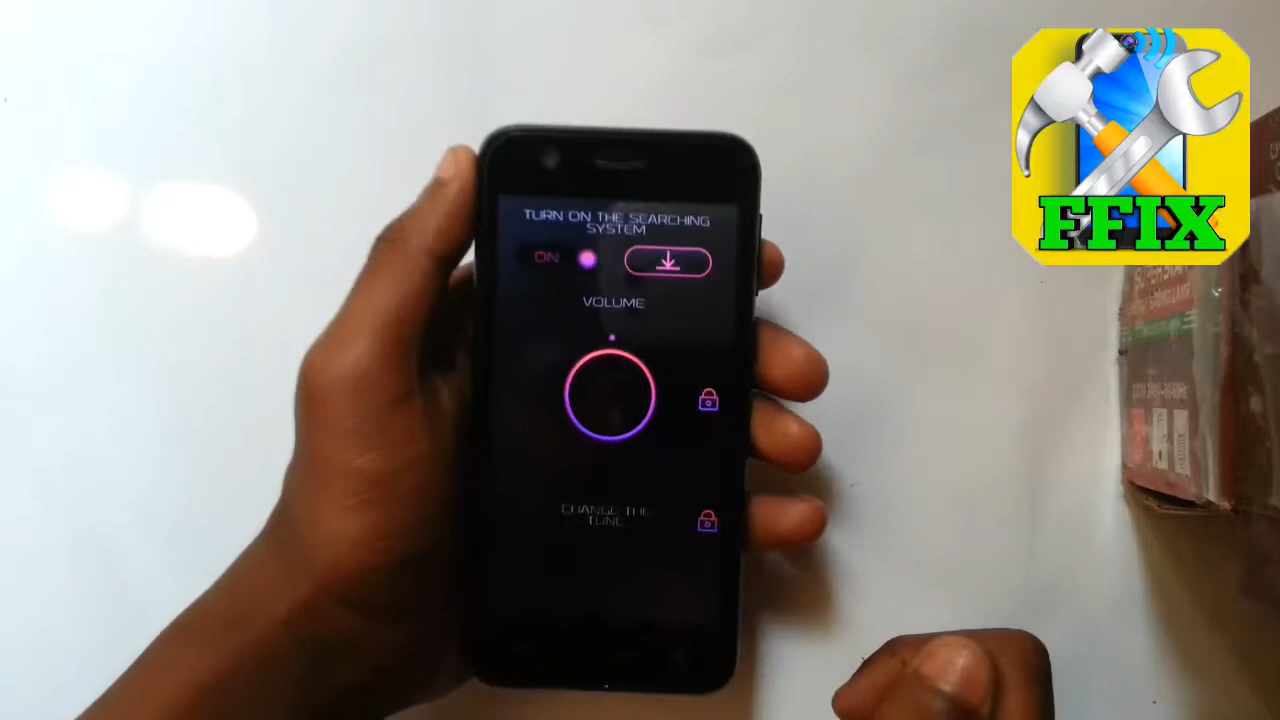 TURN ON THE SEARCHING
SYSTEM
ON
VOLUME
CHANGE THE
TUNE
FFIX